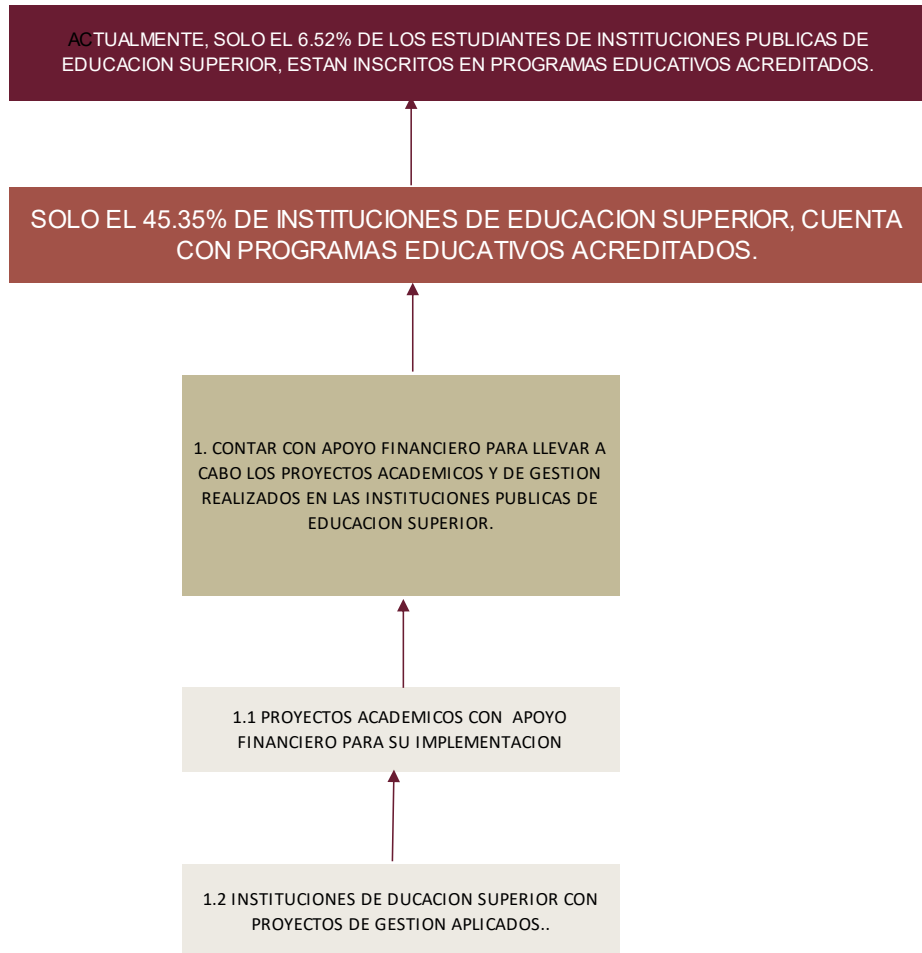 ACTUALMENTE, SOLO EL 6.52% DE LOS ESTUDIANTES DE INSTITUCIONES PUBLICAS DE
EDUCACION SUPERIOR, ESTAN INSCRITOS EN PROGRAMAS EDUCATIVOS ACREDITADOS.
SOLO EL 45.35% DE INSTITUCIONES DE EDUCACION SUPERIOR, CUENTA
CON PROGRAMAS EDUCATIVOS ACREDITADOS.
1. CONTAR CON APOYO FINANCIERO PARA LLEVAR A
CABO LOS PROYECTOS ACADEMICOS Y DE GESTION
REALIZADOS EN LAS INSTITUCIONES PUBLICAS DE
EDUCACION SUPERIOR.
1.1 PROYECTOS ACADEMICOS CON APOYO
FINANCIERO PARA SU IMPLEMENTACION
1.2 INSTITUCIONES DE DUCACION SUPERIOR CON
PROYECTOS DE GESTION APLICADOS..